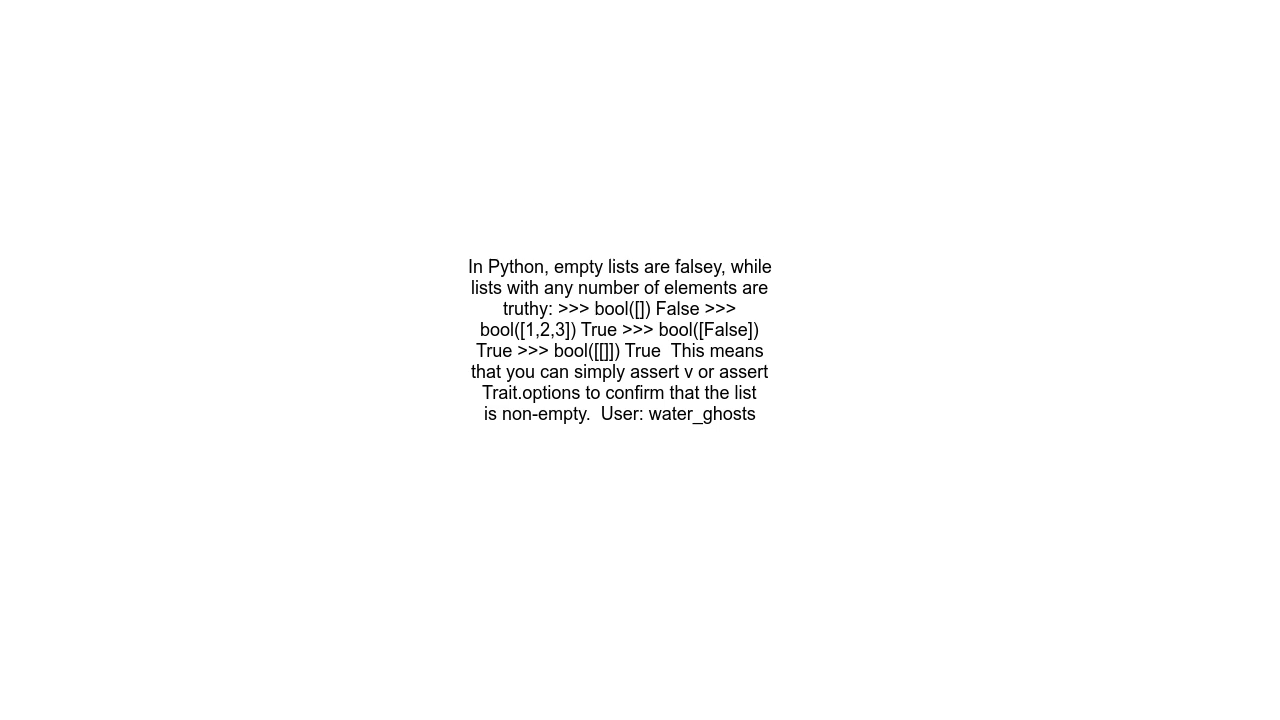 In Python, empty lists are falsey, while
lists with any number of elements are
truthy: >>> bool([]) False >>>
bool([1,2,3]) True >>> bool([False])
True >>> bool([[]]) True  This means
that you can simply assert v or assert
Trait.options to confirm that the list
is non-empty.  User: water_ghosts